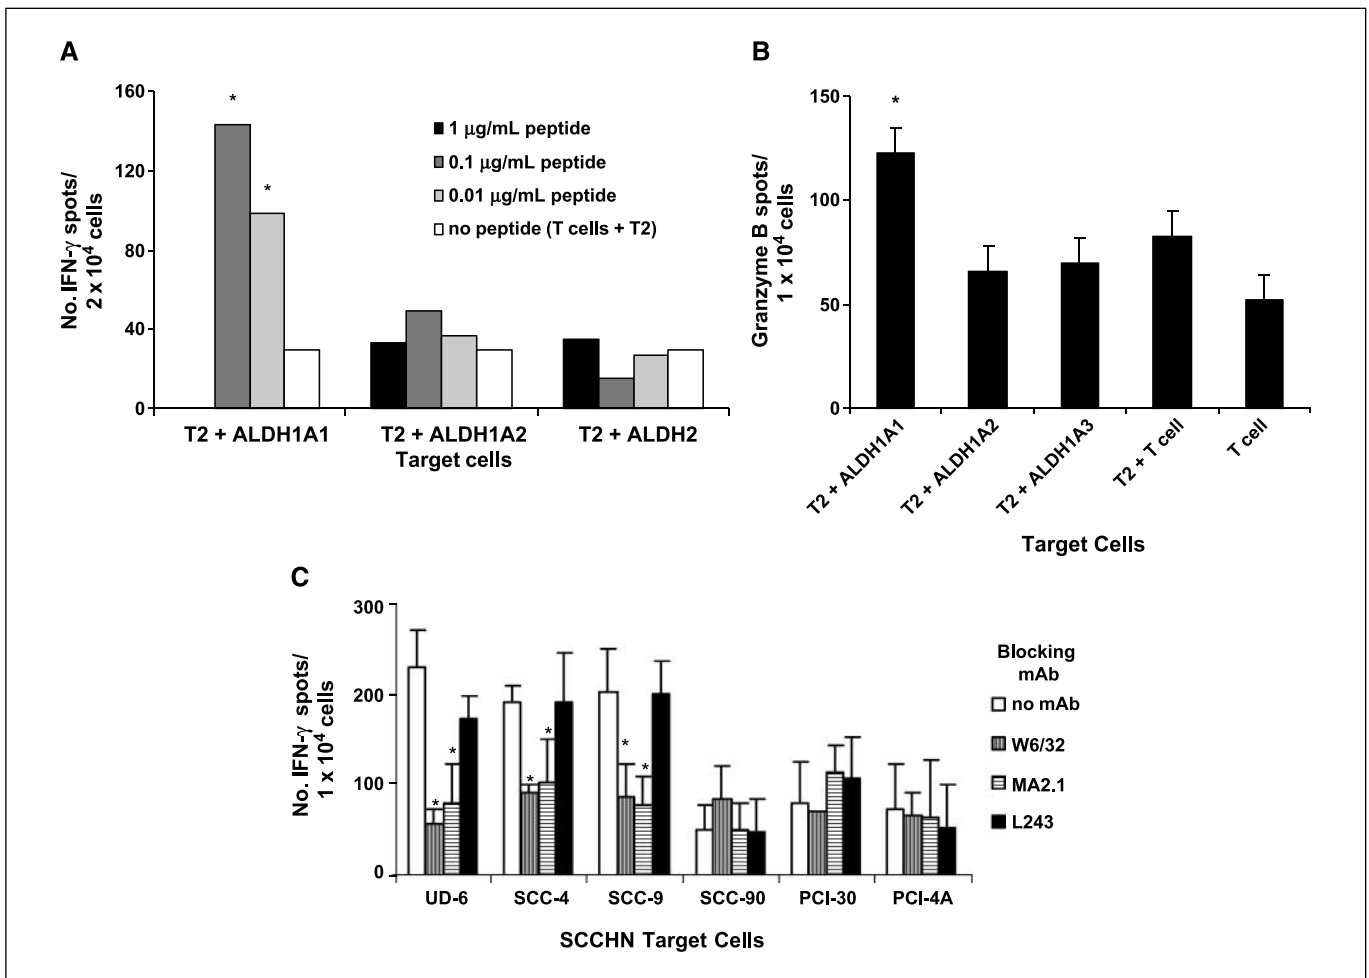 A
No. IFN-γ spots/
2 x 10⁴ cells
160
120
80
40
0
*
*
1 μg/mL peptide
0.1 μg/mL peptide
0.01 μg/mL peptide
no peptide (T cells + T2)
T2 + ALDH1A1
T2 + ALDH1A2
T2 + ALDH2
Target cells
B
Granzyme B spots/
1 x 10⁴ cells
150
100
50
0
*
T2 + ALDH1A1
T2 + ALDH1A2
T2 + ALDH1A3
T2 + T cell
T cell
Target Cells
C
No. IFN-γ spots/
1 x 10⁴ cells
300
200
100
0
*
*
*
*
*
*
UD-6
SCC-4
SCC-9
SCC-90
PCI-30
PCI-4A
SCCHN Target Cells
Blocking
mAb
no mAb
W6/32
MA2.1
L243